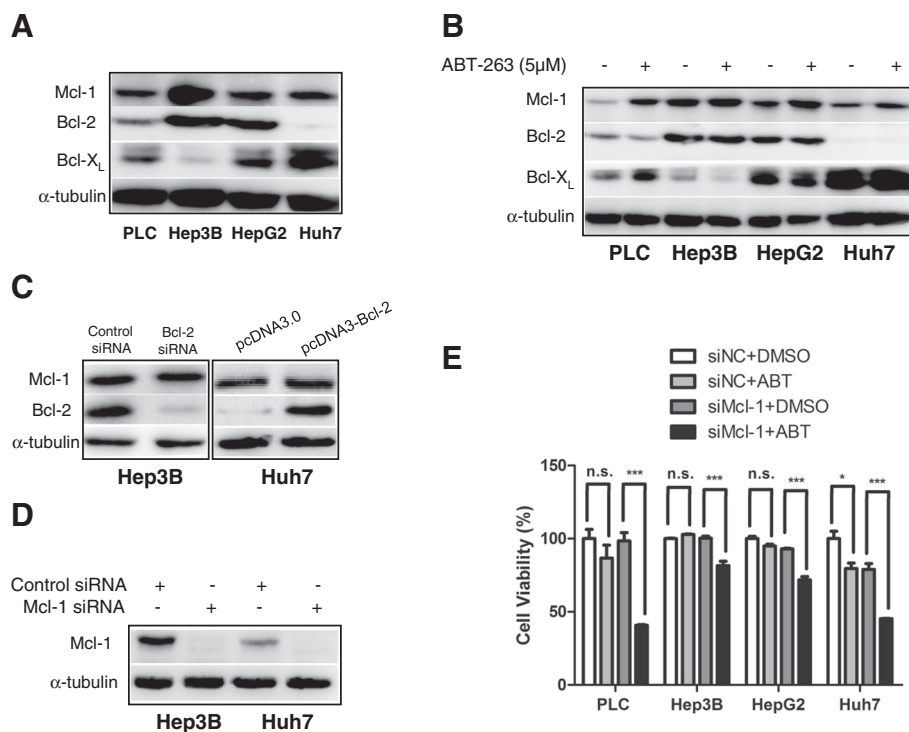 A
Mcl-1
Bcl-2
Bcl-XL
α-tubulin
PLC Hep3B HepG2 Huh7
B
ABT-263 (5μM) - + - + - + - +
Mcl-1
Bcl-2
Bcl-XL
α-tubulin
PLC Hep3B HepG2 Huh7
C
Control siRNA
Bcl-2 siRNA
pcDNA3.0
pcDNA3-Bcl-2
Mcl-1
Bcl-2
α-tubulin
Hep3B Huh7
D
Control siRNA + - + -
Mcl-1 siRNA - + - +
Mcl-1
α-tubulin
Hep3B Huh7
E
siNC+DMSO
siNC+ABT
siMcl-1+DMSO
siMcl-1+ABT
Cell Viability (%)
150
100
50
0
n.s. *** n.s. *** n.s. *** * ***
PLC Hep3B HepG2 Huh7